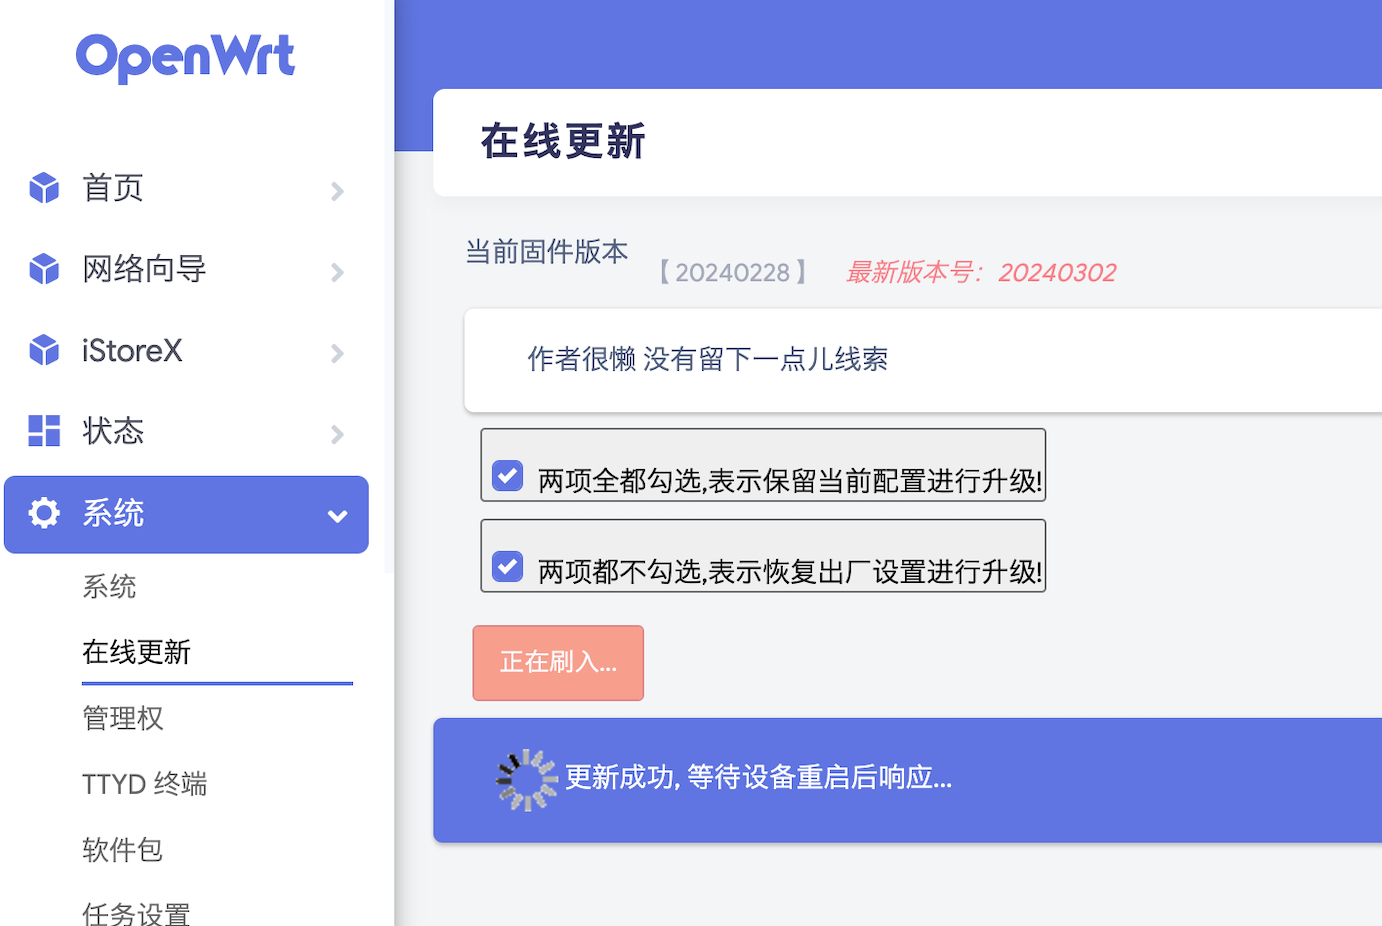 OpenWrt
首页
网络向导
iStoreX
状态
系统
系统
在线更新
管理权
TTYD 终端
软件包
任务设置
在线更新
当前固件版本
【20240228】 最新版本号：20240302
作者很懒 没有留下一点儿线索
两项全都勾选,表示保留当前配置进行升级!
两项都不勾选,表示恢复出厂设置进行升级!
正在刷入...
更新成功, 等待设备重启后响应...